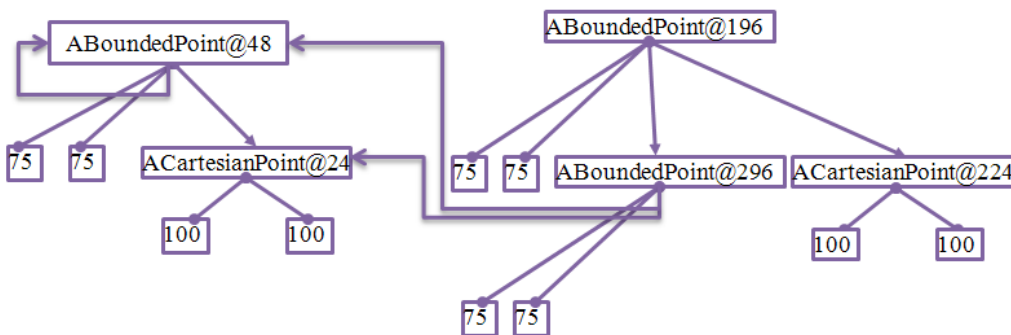 ABoundedPoint@48
ABoundedPoint@196
75
75
ACartesianPoint@24
75
75
ABoundedPoint@296
ACartesianPoint@224
100
100
100
100
75
75